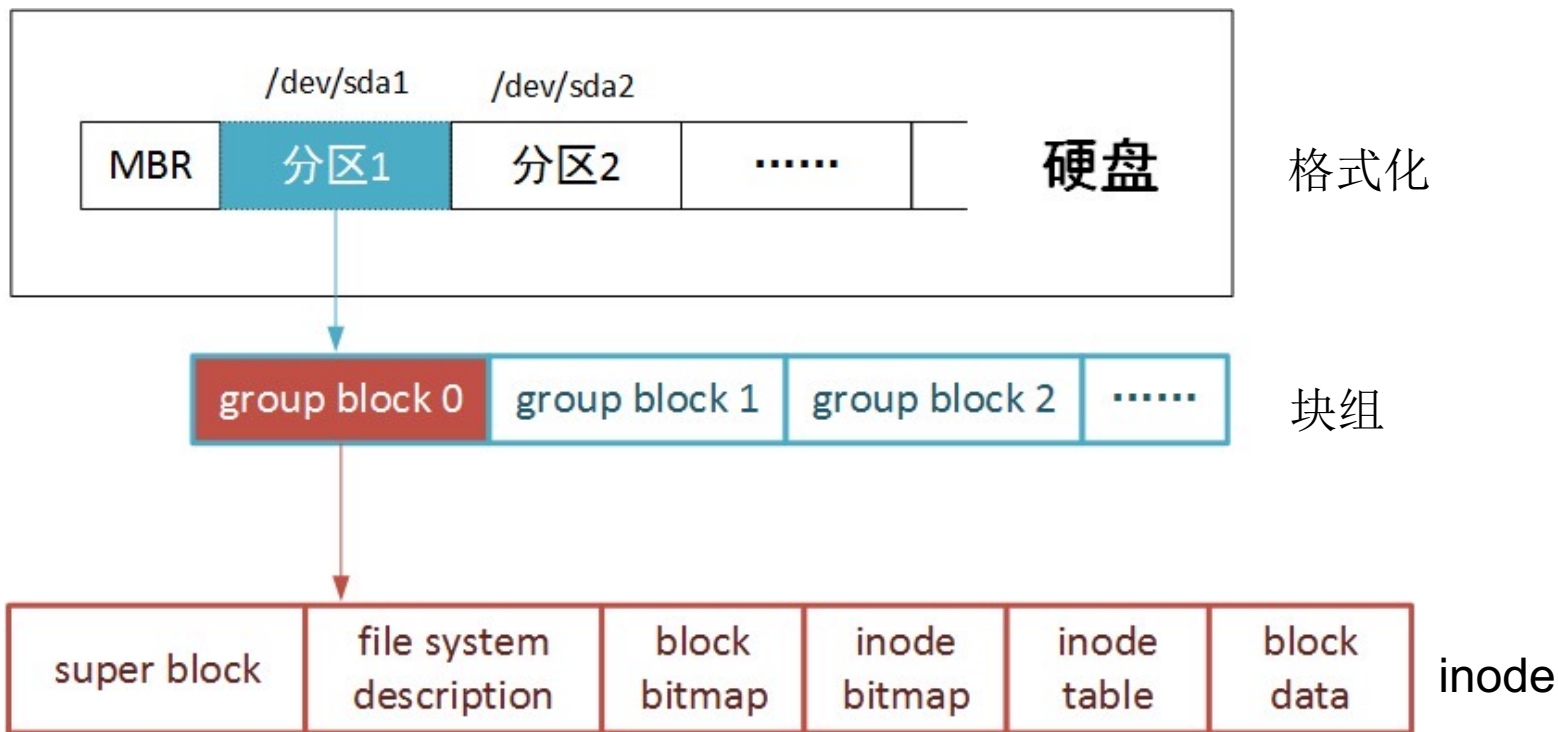 /dev/sda1 /dev/sda2
MBR 分区1 分区2 ······ 硬盘 格式化
group block 0 group block 1 group block 2 ······ 块组
super block
file system
description
block
bitmap
inode
bitmap
inode
table
block
data
inode